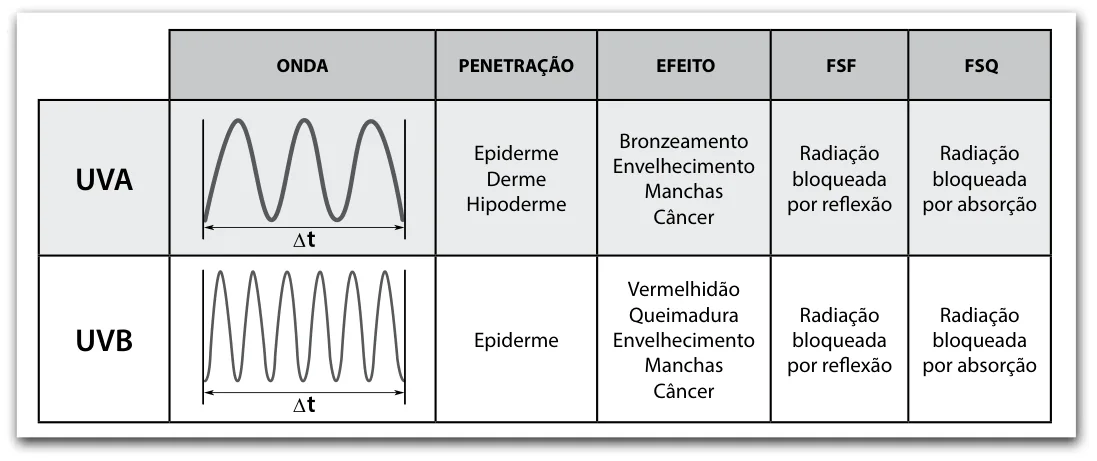 ONDA PENETRAÇÃO EFEITO FSF FSQ
UVA
Δt
Epiderme
Derme
Hipoderme
Bronzeamento
Envelhecimento
Manchas
Câncer
Radiação
bloqueada
por reflexão
Radiação
bloqueada
por absorção
UVB
Δt
Epiderme
Vermelhidão
Queimadura
Envelhecimento
Manchas
Câncer
Radiação
bloqueada
por reflexão
Radiação
bloqueada
por absorção